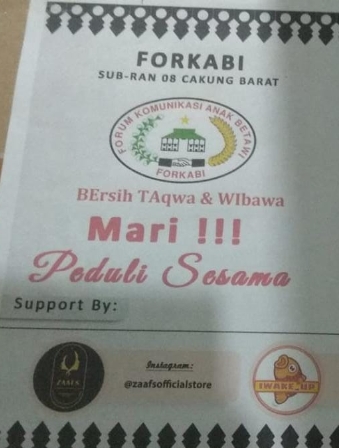 FORKABI
SUB-RAN 08 CAKUNG BARAT
FORUM KOMUNIKASI ANAK BETAWI
FORKABI
BErsih TAqwa & WIbawa
Mari !!!
Peduli Sesama
Support By:
ZAAFS
Instagram:
@zaafsofficialstore
IWAKE_UP